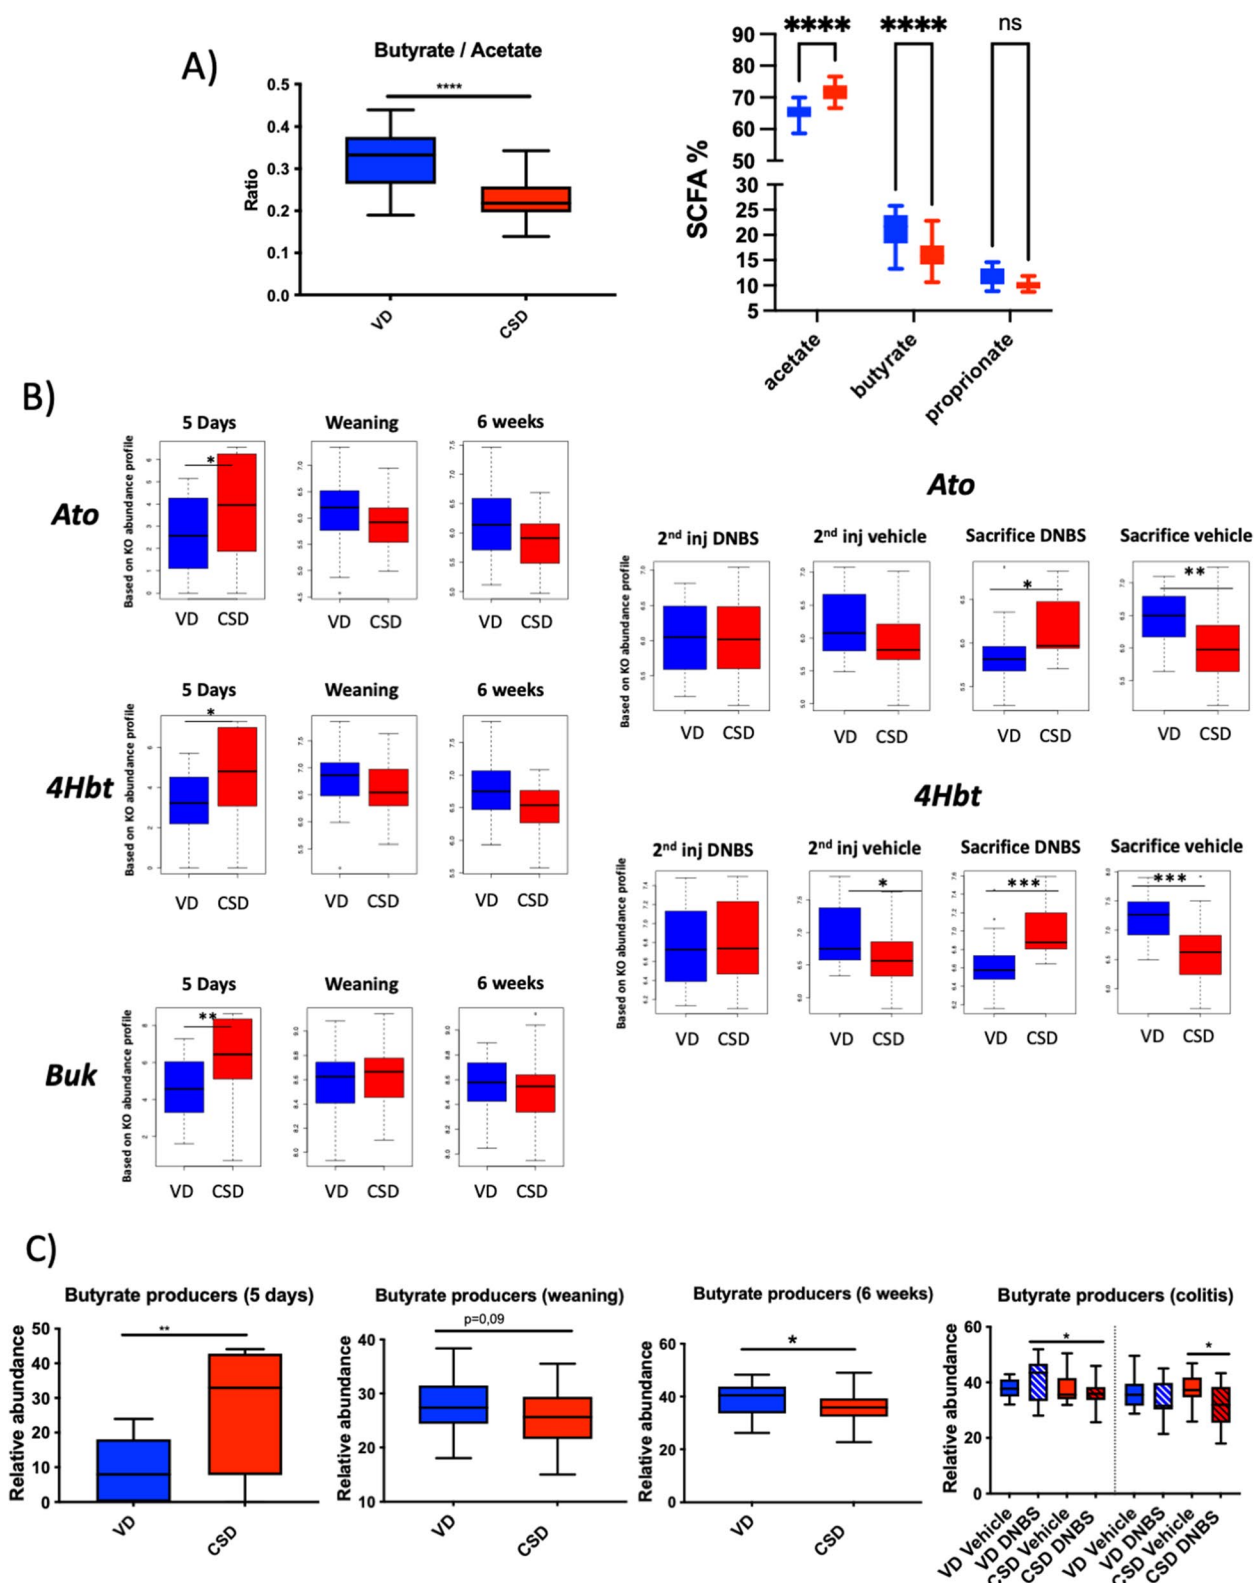 A)
Butyrate / Acetate
****
0.5
0.4
0.3
0.2
0.1
0.0
Ratio
VD
CSD
**** **** ns
90
80
70
60
50
30
25
20
15
10
5
SCFA %
acetate
butyrate
proprionate
B)
5 Days
Weaning
6 weeks
Based on KO abundance profile
Ato
*
VD CSD
VD CSD
VD CSD
5 Days
Weaning
6 weeks
Based on KO abundance profile
4Hbt
*
VD CSD
VD CSD
VD CSD
5 Days
Weaning
6 weeks
Based on KO abundance profile
Buk
**
VD CSD
VD CSD
VD CSD
Ato
2nd inj DNBS
2nd inj vehicle
Sacrifice DNBS
Sacrifice vehicle
Based on KO abundance profile
*
**
VD CSD
VD CSD
VD CSD
VD CSD
4Hbt
2nd inj DNBS
2nd inj vehicle
Sacrifice DNBS
Sacrifice vehicle
Based on KO abundance profile
*
***
***
VD CSD
VD CSD
VD CSD
VD CSD
C)
Butyrate producers (5 days)
**
50
40
30
20
10
0
Relative abundance
VD
CSD
Butyrate producers (weaning)
p=0,09
40
30
20
10
Relative abundance
VD
CSD
Butyrate producers (6 weeks)
*
60
40
20
0
Relative abundance
VD
CSD
Butyrate producers (colitis)
*
*
60
40
20
0
Relative abundance
VD Vehicle
VD DNBS
CSD Vehicle
CSD DNBS
VD Vehicle
VD DNBS
CSD Vehicle
CSD DNBS